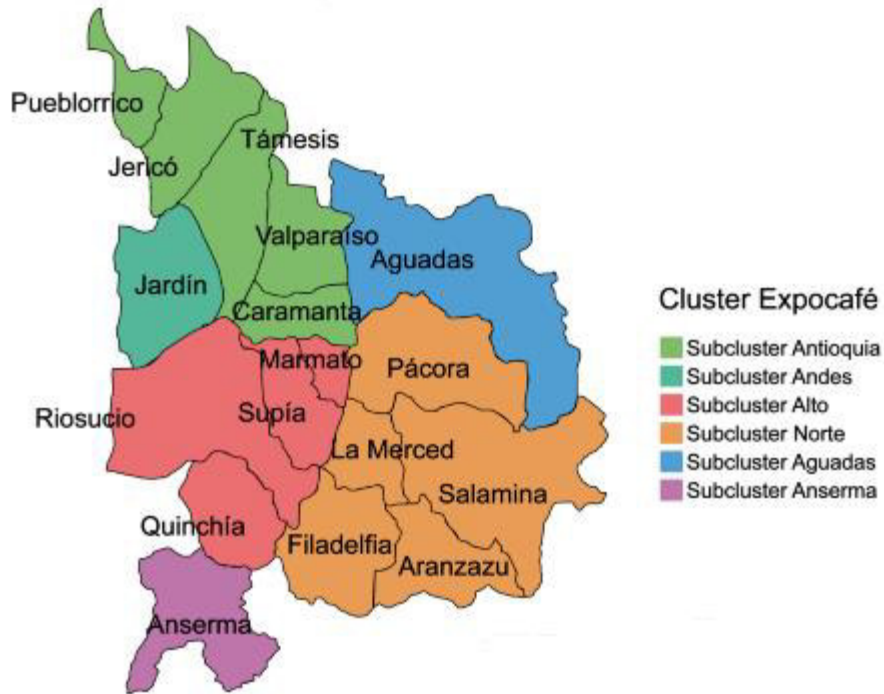 Pueblorrico
Támesis
Jericó
Valparaíso
Aguadas
Jardín
Caramanta
Marmato
Pácora
Riosucio
Supía
La Merced
Salamina
Quinchía
Filadelfia
Aranzazu
Anserma
Cluster Expocafé
Subcluster Antioquia
Subcluster Andes
Subcluster Alto
Subcluster Norte
Subcluster Aguadas
Subcluster Anserma